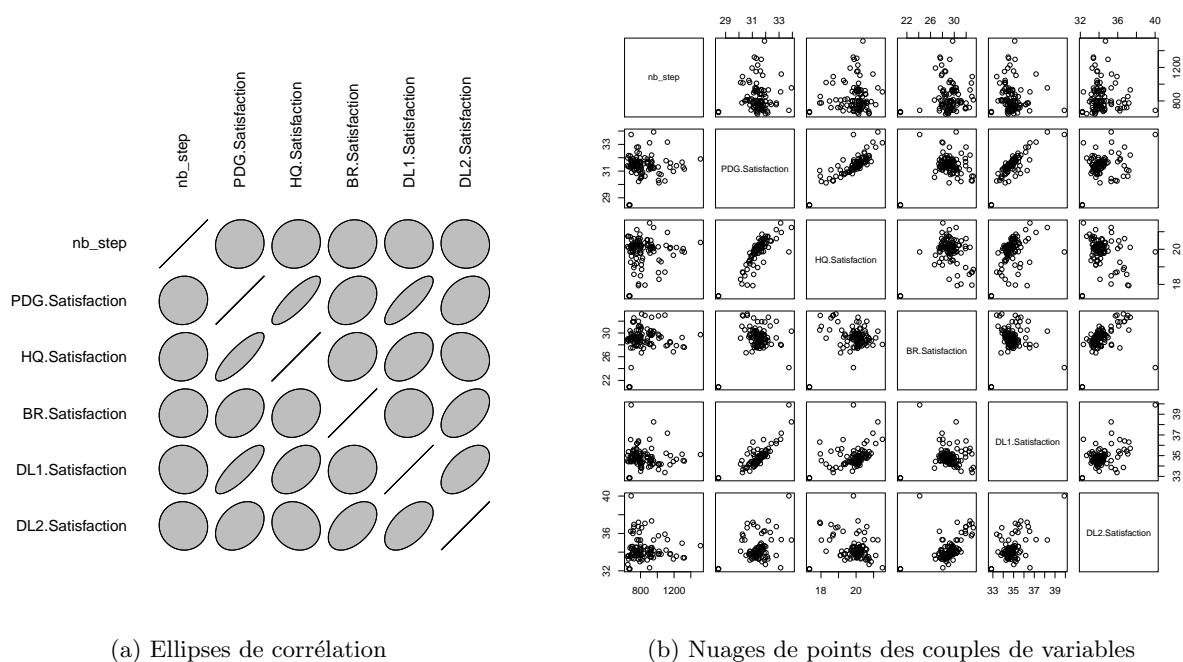 nb_step
PDG.Satisfaction
HQ.Satisfaction
BR.Satisfaction
DL1.Satisfaction
DL2.Satisfaction
nb_step
PDG.Satisfaction
HQ.Satisfaction
BR.Satisfaction
DL1.Satisfaction
DL2.Satisfaction
(a) Ellipses de corrélation
29 31 33
22 24 26 28 30
32 34 36 38 40
nb_step
800 1200
29 31 33
PDG.Satisfaction
HQ.Satisfaction
18 20
22 26 30
BR.Satisfaction
DL1.Satisfaction
33 35 37 39
32 36 40
DL2.Satisfaction
800 1200
18 20
33 35 37 39
(b) Nuages de points des couples de variables